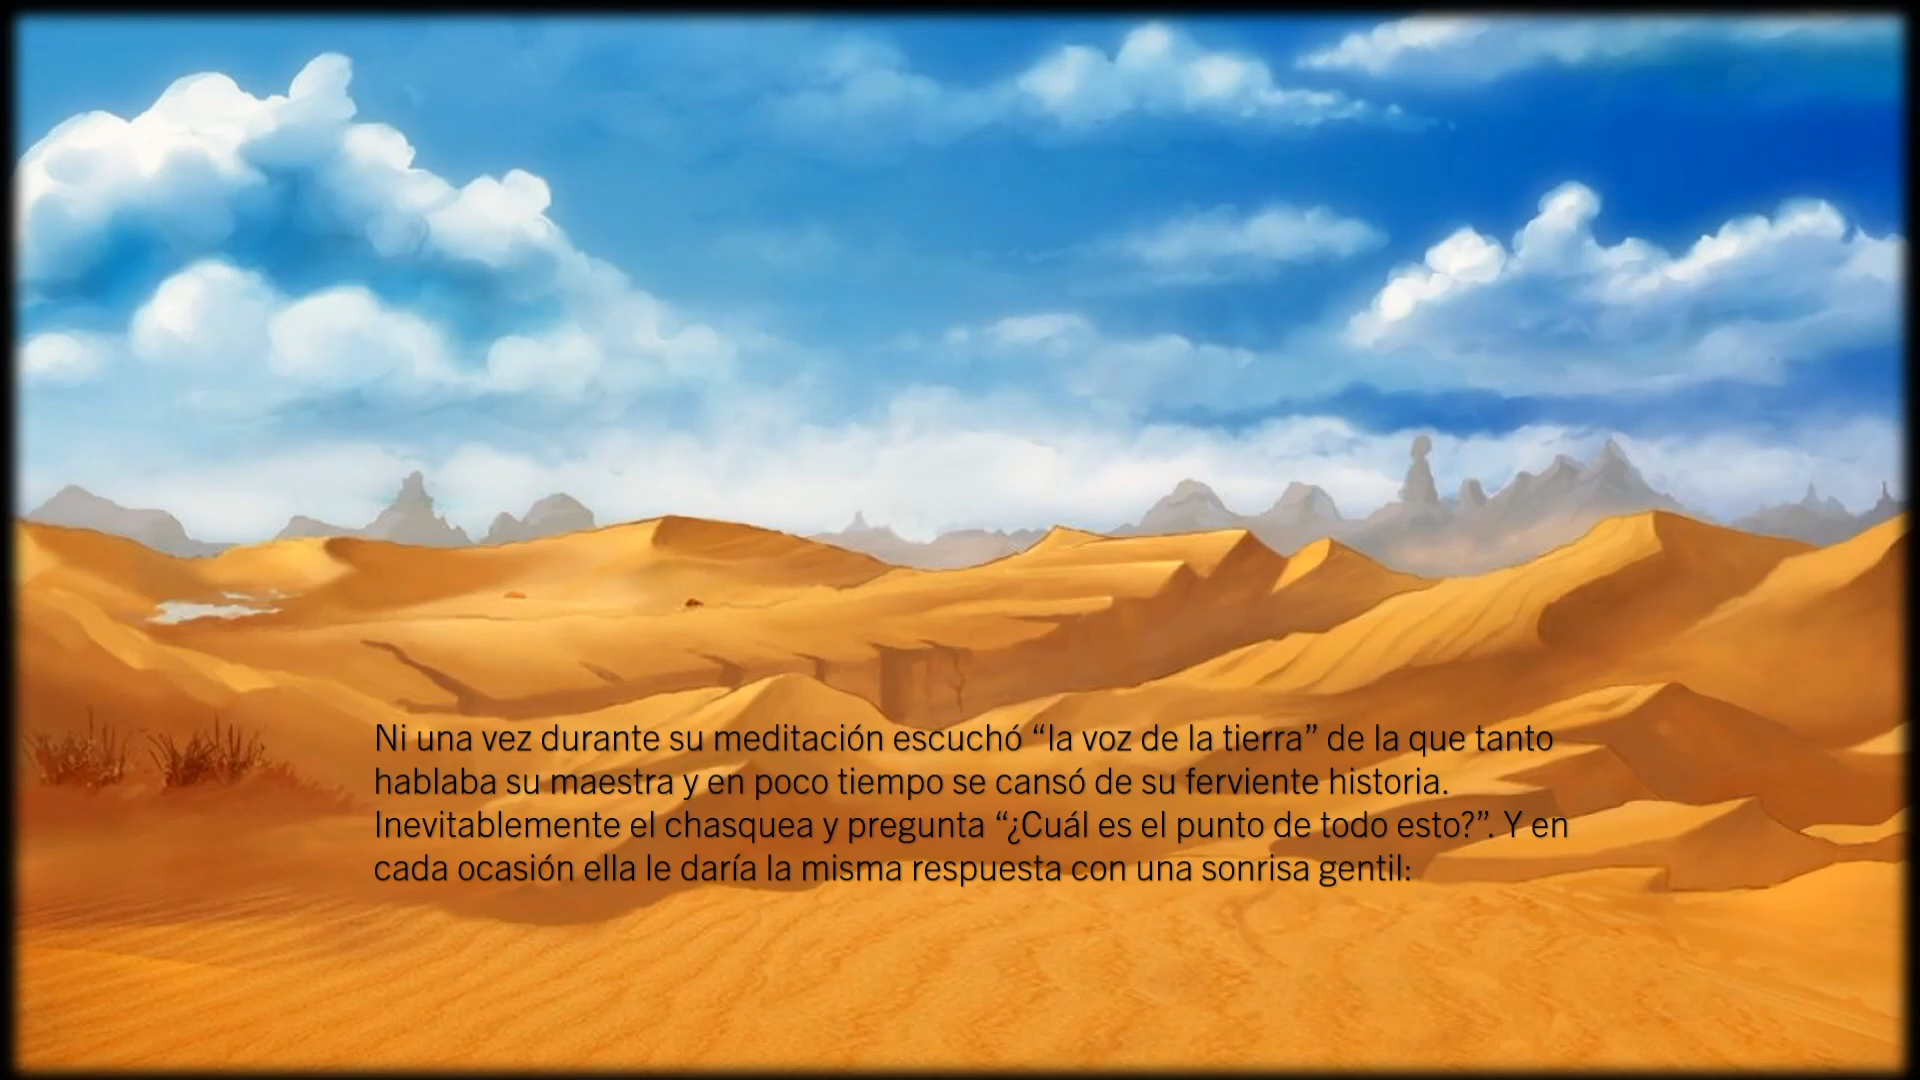 Ni una vez durante su meditación escuchó “la voz de la tierra” de la que tanto
hablaba su maestra y en poco tiempo se cansó de su ferviente historia.
Inevitablemente el chasquea y pregunta “¿Cuál es el punto de todo esto?”. Y en
cada ocasión ella le daría la misma respuesta con una sonrisa gentil: